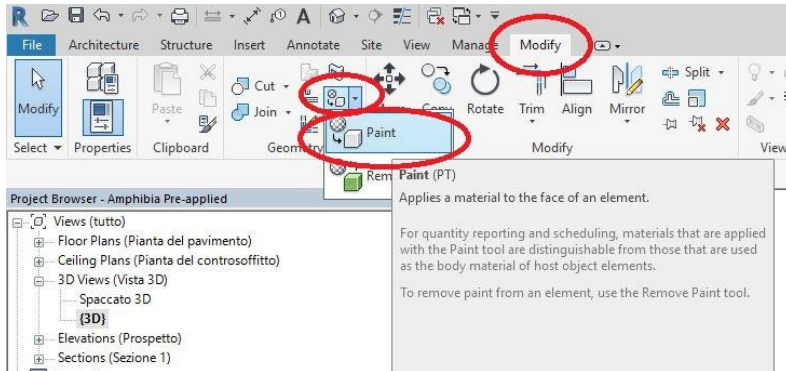 File Architecture Structure Insert Annotate Site View Manage Modify
Cut
Split
Modify
Paste
Join
Rotate Trim Align Mirror
Select Properties Clipboard Modify View
Paint
Paint (PT)
Applies a material to the face of an element.
For quantity reporting and scheduling, materials that are applied
with the Paint tool are distinguishable from those that are used
as the body material of host object elements.
To remove paint from an element, use the Remove Paint tool.
Project Browser - Amphibia Pre-applied
Views (tutto)
Floor Plans (Pianta del pavimento)
Ceiling Plans (Pianta del controsoffitto)
3D Views (Vista 3D)
Spaccato 3D
{3D}
Elevations (Prospetto)
Sections (Sezione 1)